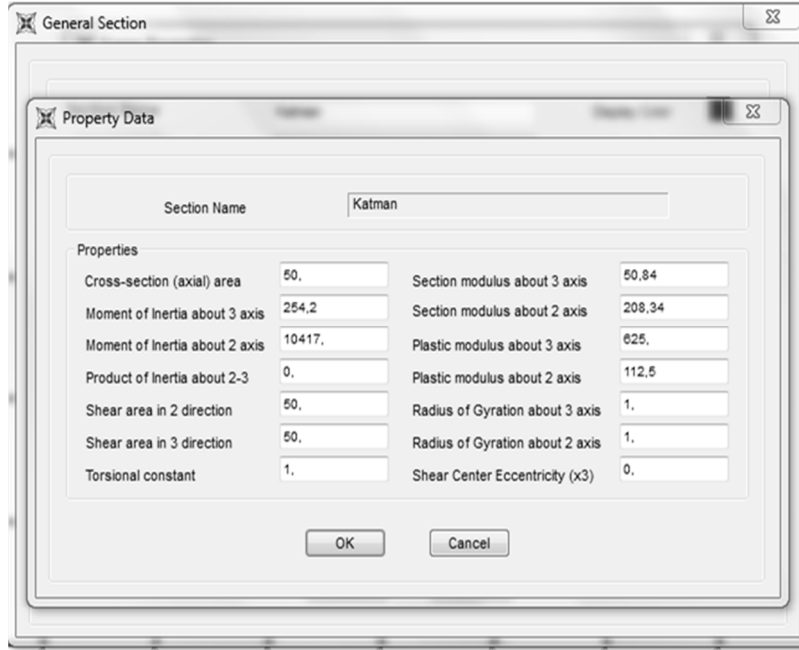 General Section
Property Data
Section Name Katman
Properties
Cross-section (axial) area 50, Section modulus about 3 axis 50,84
Moment of Inertia about 3 axis 254,2 Section modulus about 2 axis 208,34
Moment of Inertia about 2 axis 10417, Plastic modulus about 3 axis 625,
Product of Inertia about 2-3 0, Plastic modulus about 2 axis 112,5
Shear area in 2 direction 50, Radius of Gyration about 3 axis 1,
Shear area in 3 direction 50, Radius of Gyration about 2 axis 1,
Torsional constant 1, Shear Center Eccentricity (x3) 0,
OK Cancel